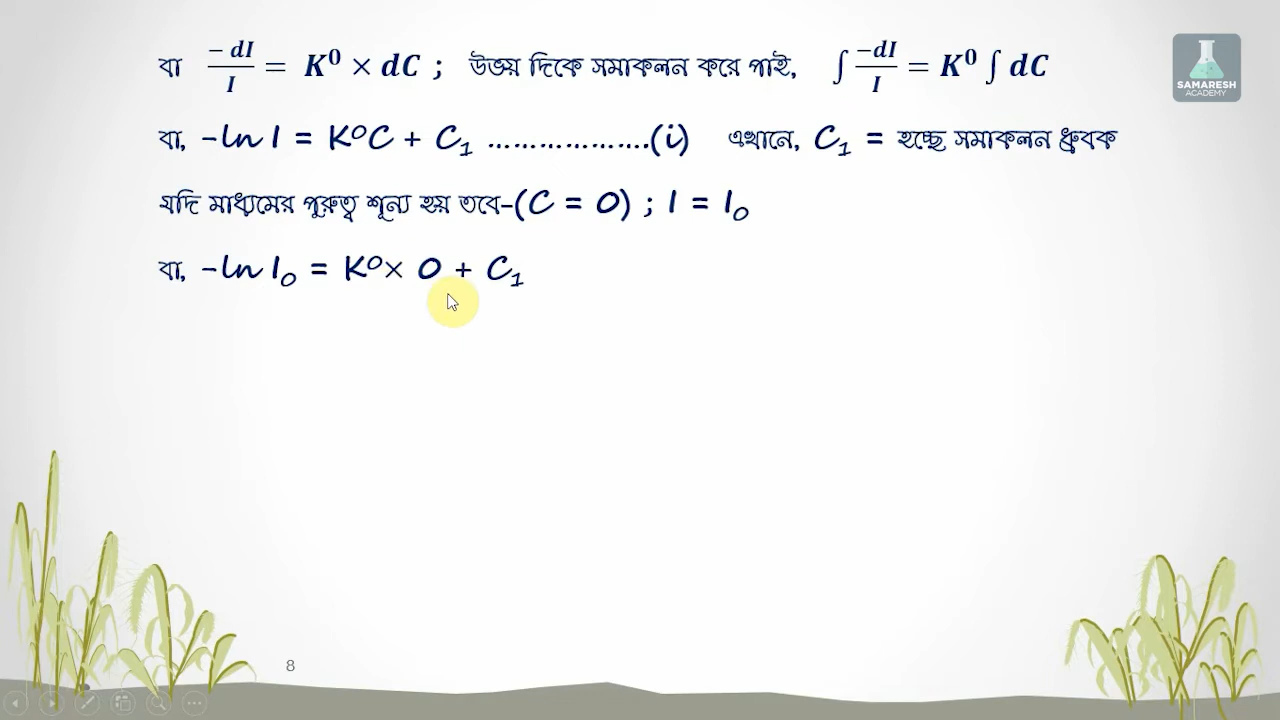 বা −dI/I = K⁰ × dC ; উভয় দিকে সমাকলন করে পাই, ∫ −dI/I = K⁰ ∫ dC
বা, −ln I = K⁰C + C₁ ...................(i) এখানে, C₁ = হচ্ছে সমাকলন ধ্রুবক
যদি মাধ্যমের পুরুত্ব শূন্য হয় তবে-(C = 0) ; I = I₀
বা, −ln I₀ = K⁰× 0 + C₁
SAMARESH
ACADEMY
8